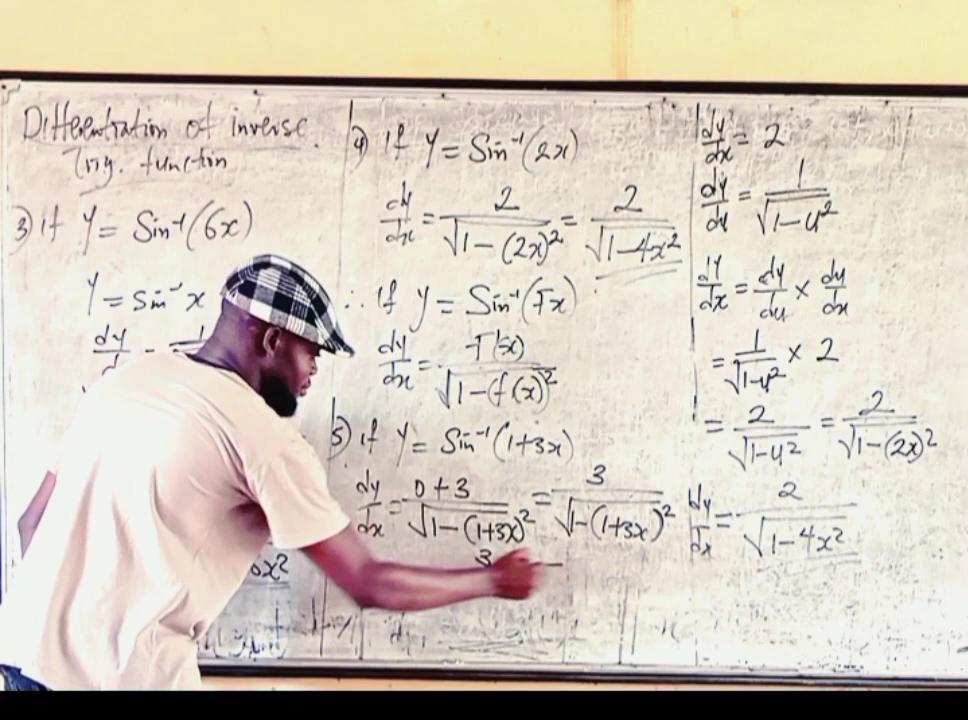 Differentiation of inverse
Trig. function
3) if y = Sin⁻¹(6x)
y = sin⁻¹ x
dy
x²
4) if y = Sin⁻¹(2x)
dy/dx = 2/√1-(2x)² = 2/√1-4x²
∴ if y = Sin⁻¹(fx)
dy/dx = f'(x)/√1-(f(x)²
5) if y = Sin⁻¹(1+3x)
dy/dx = 0+3/√1-(1+3x)² = 3/√1-(1+3x)²
3
dy/dx = 2
dy/du = 1/√1-u²
dy/dx = dy/du × du/dx
= 1/√1-u² × 2
= 2/√1-u² = 2/√1-(2x)²
dy/dx = 2/√1-4x²